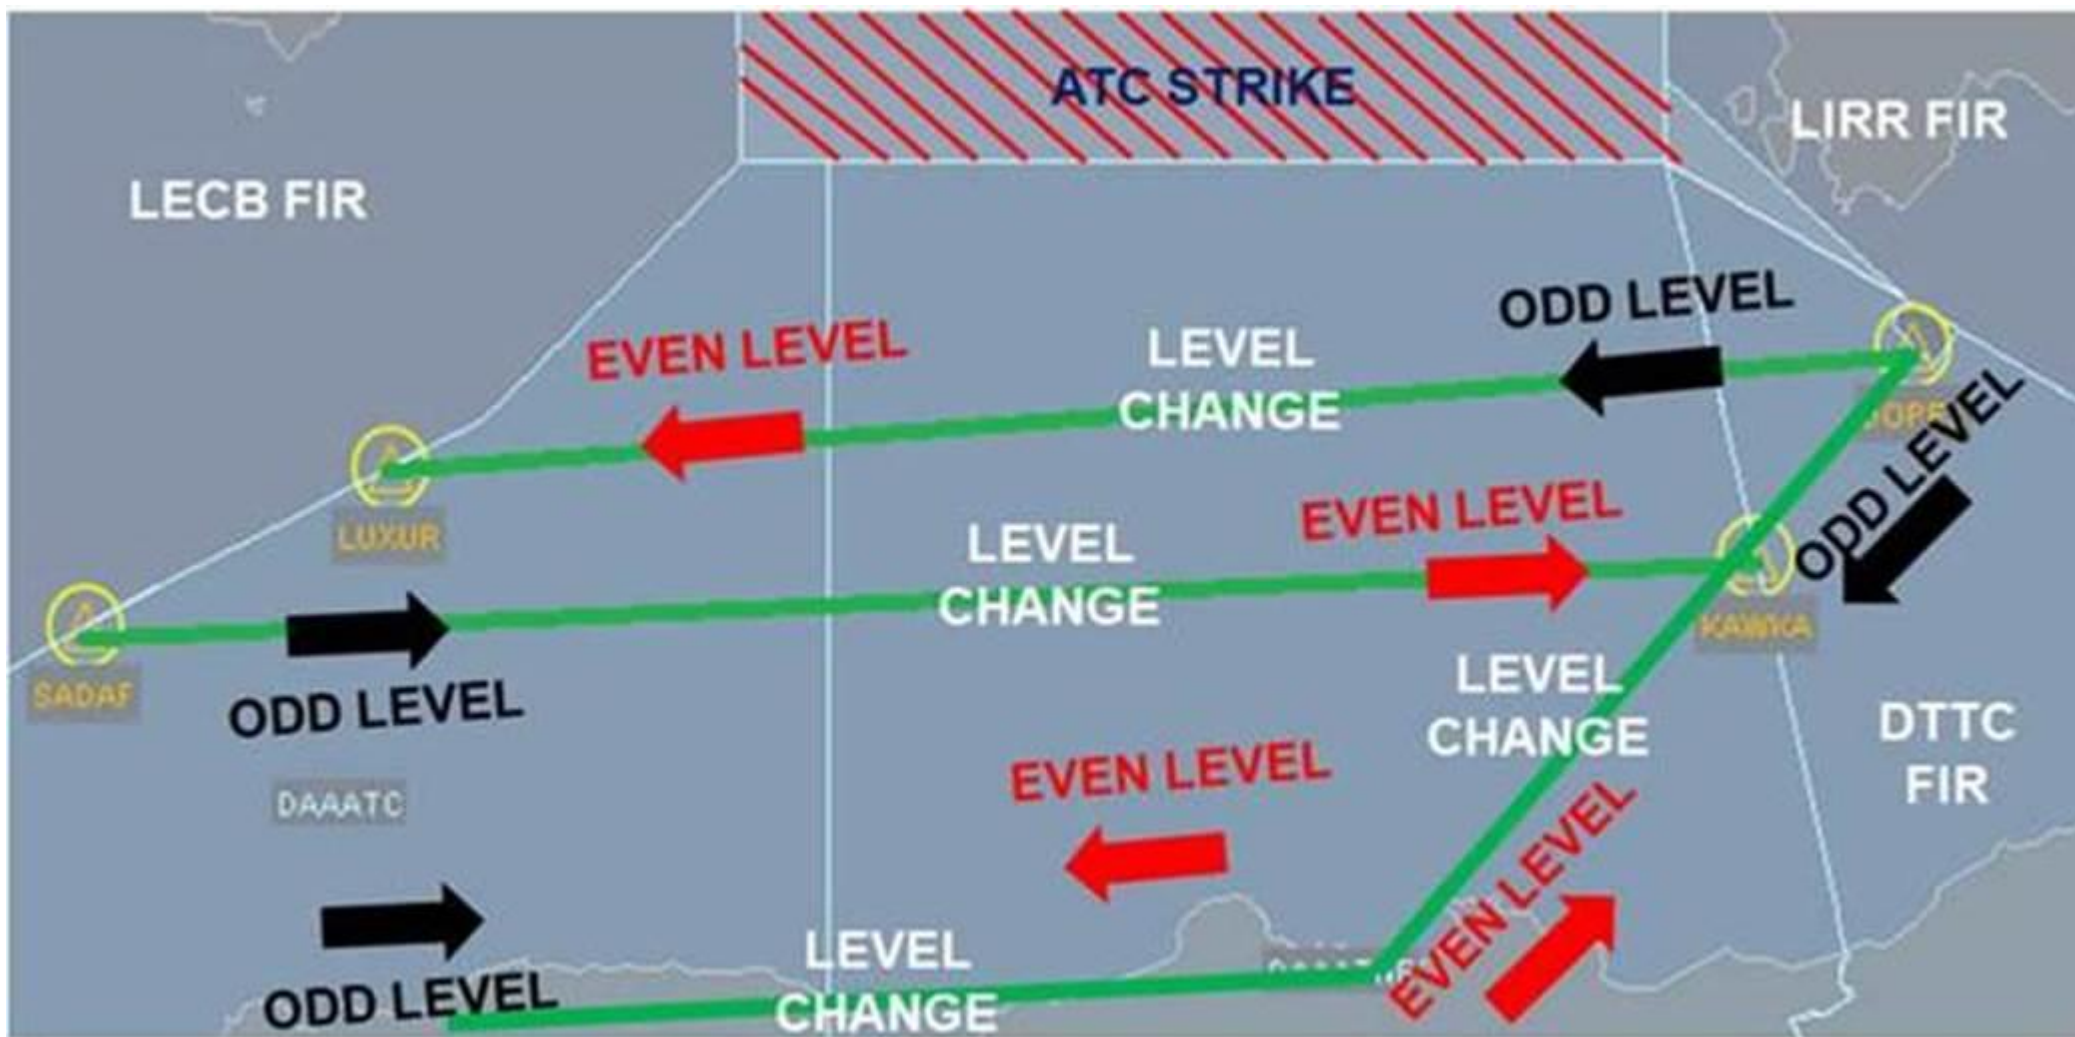 ATC STRIKE
LIRR FIR
LECB FIR
ODD LEVEL
EVEN LEVEL
LEVEL
CHANGE
ODD LEVEL
LUXUR
EVEN LEVEL
LEVEL
CHANGE
SADAF
KAWKA
ODD LEVEL
LEVEL
CHANGE
DTTC
FIR
EVEN LEVEL
DAAATC
EVEN LEVEL
LEVEL
CHANGE
ODD LEVEL